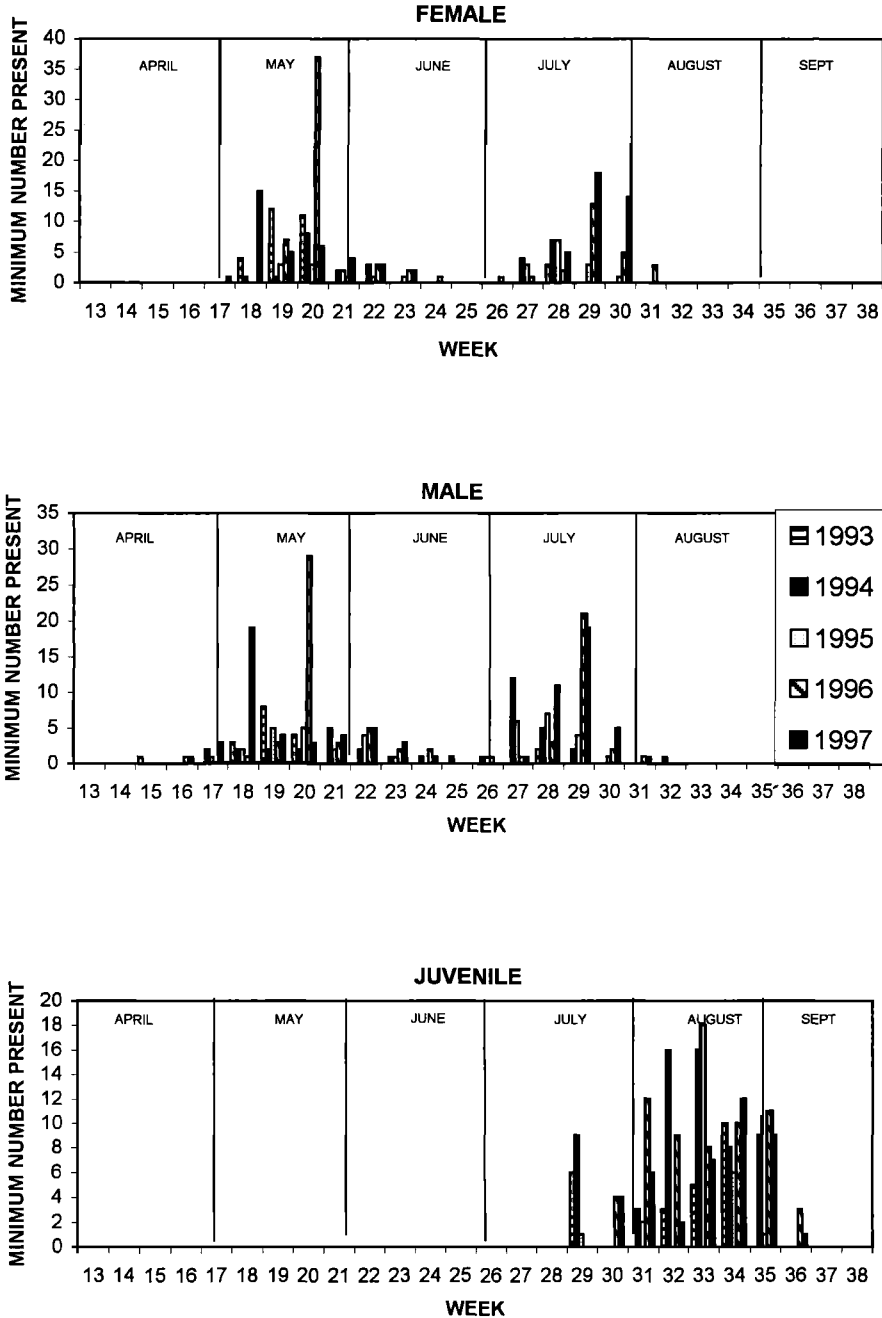 FEMALE
MINIMUM NUMBER PRESENT
40
35
30
25
20
15
10
5
0
APRIL MAY JUNE JULY AUGUST SEPT
13 14 15 16 17 18 19 20 21 22 23 24 25 26 27 28 29 30 31 32 33 34 35 36 37 38
WEEK
MALE
MINIMUM NUMBER PRESENT
35
30
25
20
15
10
5
0
APRIL MAY JUNE JULY AUGUST
1993
1994
1995
1996
1997
13 14 15 16 17 18 19 20 21 22 23 24 25 26 27 28 29 30 31 32 33 34 35 36 37 38
WEEK
JUVENILE
MINIMUM NUMBER PRESENT
20
18
16
14
12
10
8
6
4
2
0
APRIL MAY JUNE JULY AUGUST SEPT
13 14 15 16 17 18 19 20 21 22 23 24 25 26 27 28 29 30 31 32 33 34 35 36 37 38
WEEK